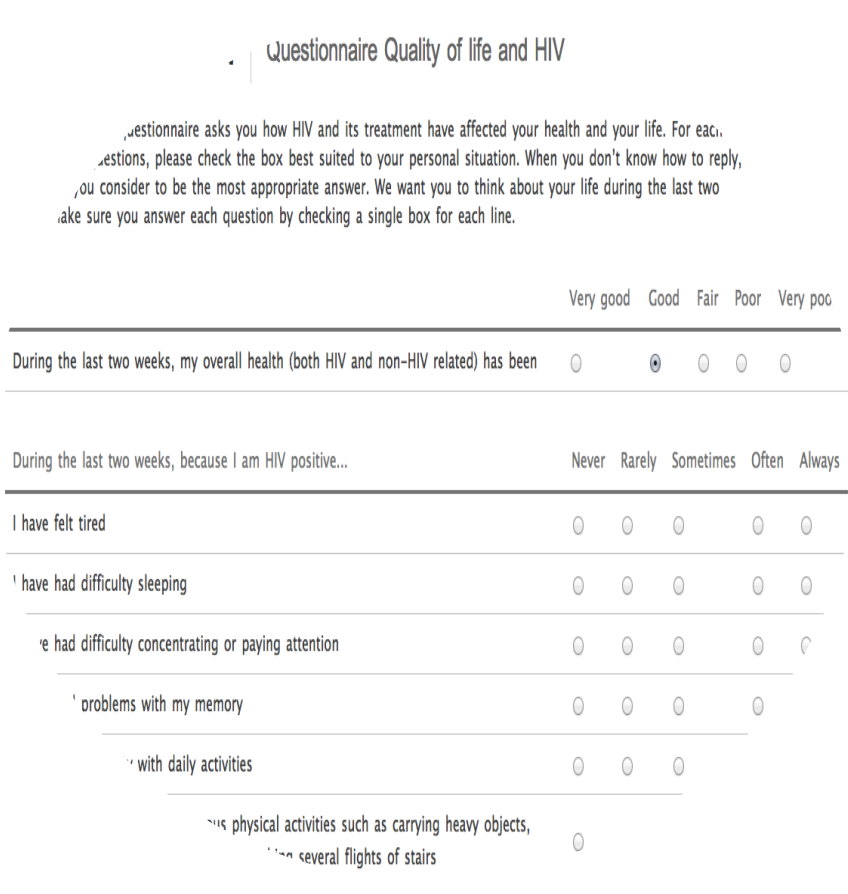 Questionnaire Quality of life and HIV
asks you how HIV and its treatment have affected your health and your life. For
please check the box best suited to your personal situation. When you don't know how to reply,
consider to be the most appropriate answer. We want you to think about your life during the last two
sure you answer each question by checking a single box for each line.
Very good Good Fair Poor Very
During the last two weeks, my overall health (both HIV and non-HIV related) has been
During the last two weeks, because I am HIV positive...
Never Rarely Sometimes Often Always
I have felt tired
have had difficulty sleeping
had difficulty concentrating or paying attention
problems with my memory
with daily activities
physical activities such as carrying heavy objects,
several flights of stairs